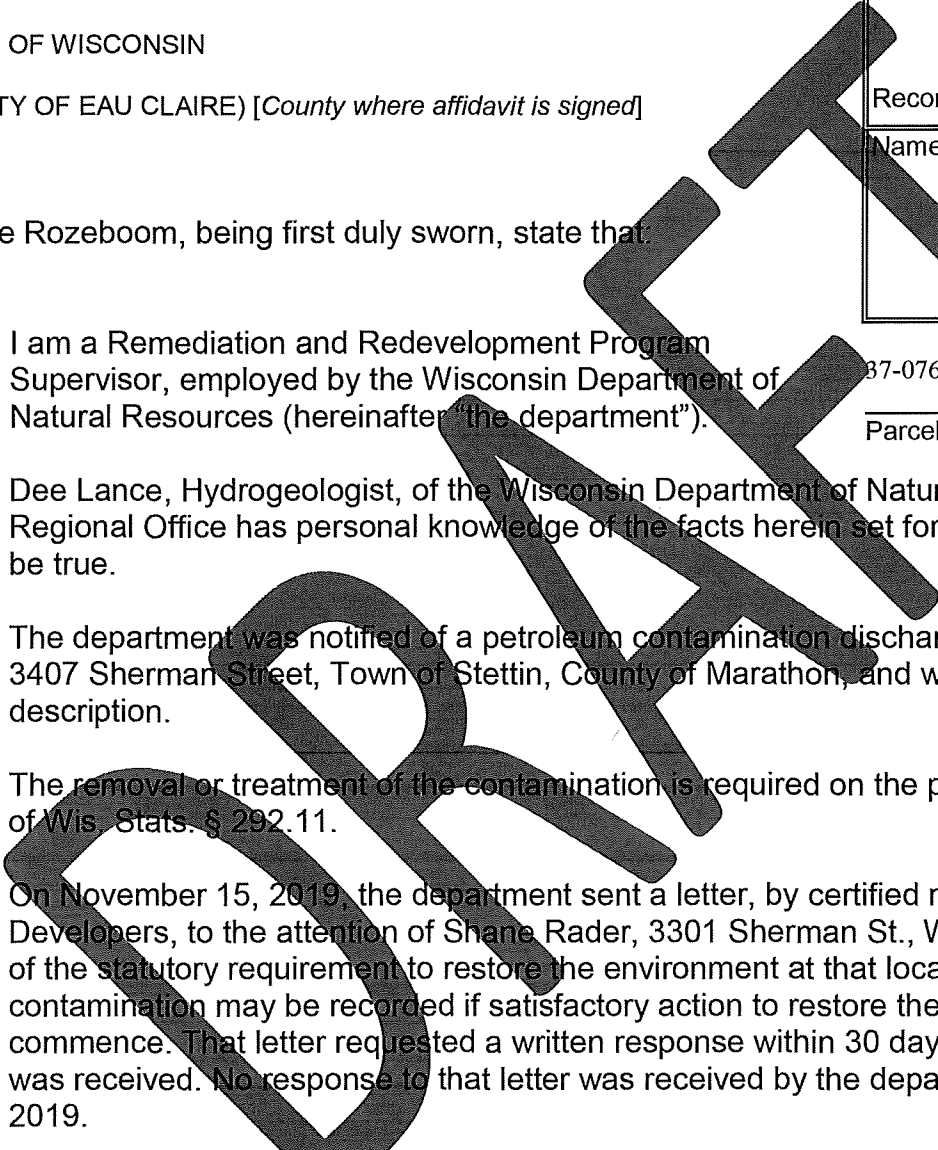 OF WISCONSIN
TY OF EAU CLAIRE) [County where affidavit is signed]
Recor
Name
e Rozeboom, being first duly sworn, state that:
I am a Remediation and Redevelopment Program
Supervisor, employed by the Wisconsin Department of
Natural Resources (hereinafter “the department”).
37-076
Parcel
Dee Lance, Hydrogeologist, of the Wisconsin Department of Natur
Regional Office has personal knowledge of the facts herein set for
be true.
The department was notified of a petroleum contamination dischar
3407 Sherman Street, Town of Stettin, County of Marathon, and w
description.
The removal or treatment of the contamination is required on the p
of Wis. Stats. § 292.11.
On November 15, 2019, the department sent a letter, by certified r
Developers, to the attention of Shane Rader, 3301 Sherman St., W
of the statutory requirement to restore the environment at that loca
contamination may be recorded if satisfactory action to restore the
commence. That letter requested a written response within 30 day
was received. No response to that letter was received by the depa
2019.
DRAFT